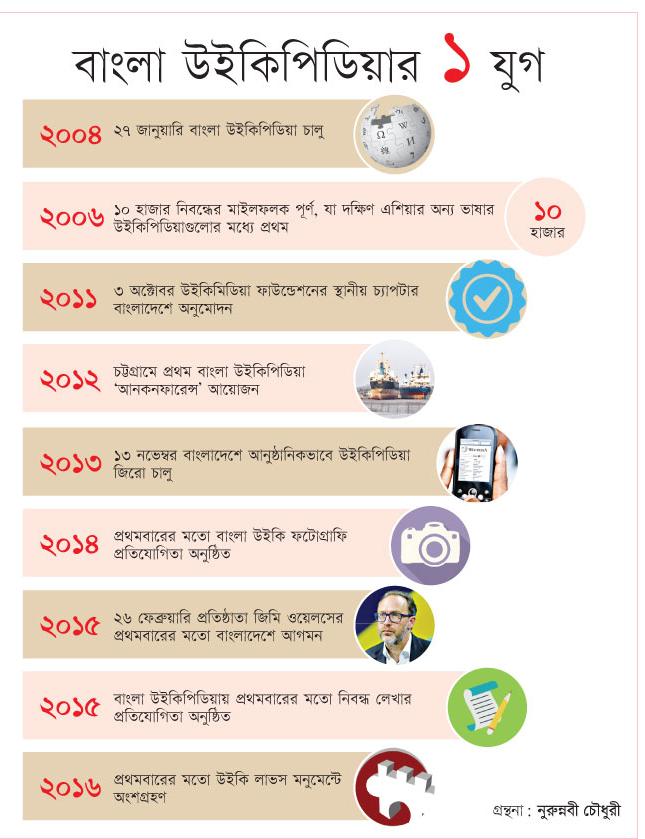 বাংলা উইকিপিডিয়ার ১ যুগ
২০০৪
২৭ জানুয়ারি বাংলা উইকিপিডিয়া চালু
২০০৬
১০ হাজার নিবন্ধের মাইলফলক পূর্ণ, যা দক্ষিণ এশিয়ার অন্য ভাষার
উইকিপিডিয়াগুলোর মধ্যে প্রথম
১০
হাজার
২০১১
৩ অক্টোবর উইকিমিডিয়া ফাউন্ডেশনের স্থানীয় চ্যাপটার
বাংলাদেশে অনুমোদন
২০১২
চট্টগ্রামে প্রথম বাংলা উইকিপিডিয়া
‘আনকনফারেন্স’ আয়োজন
২০১৩
১৩ নভেম্বর বাংলাদেশে আনুষ্ঠানিকভাবে উইকিপিডিয়া
জিরো চালু
২০১৪
প্রথমবারের মতো বাংলা উইকি ফটোগ্রাফি
প্রতিযোগিতা অনুষ্ঠিত
২০১৫
২৬ ফেব্রুয়ারি প্রতিষ্ঠাতা জিমি ওয়েলসের
প্রথমবারের মতো বাংলাদেশে আগমন
২০১৫
বাংলা উইকিপিডিয়ায় প্রথমবারের মতো নিবন্ধ লেখার
প্রতিযোগিতা অনুষ্ঠিত
২০১৬
প্রথমবারের মতো উইকি লাভস মনুমেন্টে
অংশগ্রহণ
গ্রন্থনা : নুরুন্নবী চৌধুরী